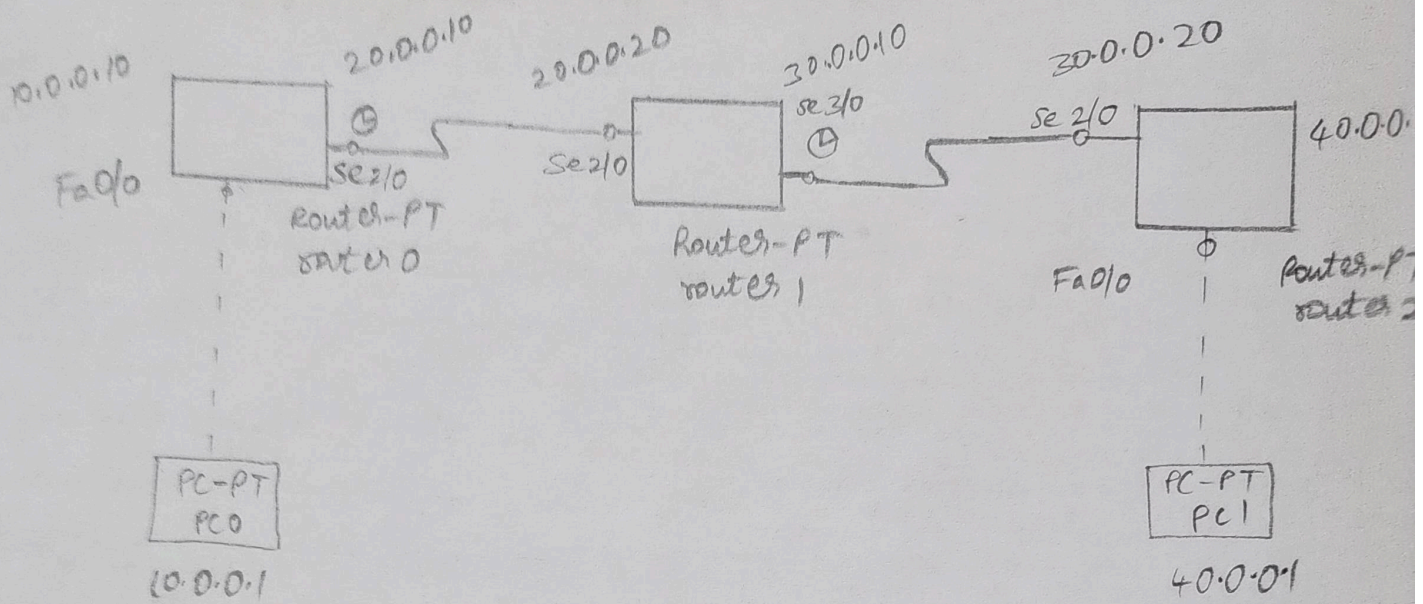 10.0.0.10
20.0.0.10
20.0.0.20
30.0.0.10
30.0.0.20
Fa0/0
Se2/0
Se2/0
se 3/0
Se 2/0
40.0.0.
Router-PT
router 0
Router-PT
router 1
Fa0/0
Router-PT
router 2
PC-PT
PC0
10.0.0.1
PC-PT
PC1
40.0.0.1